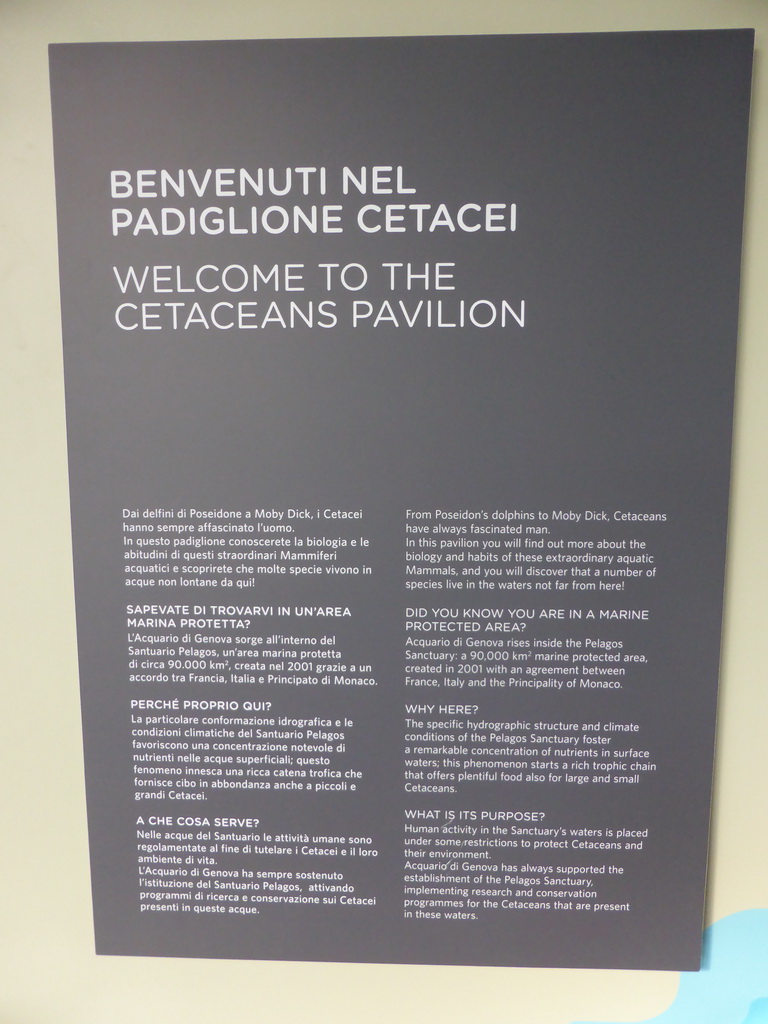 BENVENUTI NEL
PADIGLIONE CETACEI
WELCOME TO THE
CETACEANS PAVILION
Dai delfini di Poseidone a Moby Dick, i Cetacei
hanno sempre affascinato l'uomo.
In questo padiglione conoscerete la biologia e le
abitudini di questi straordinari Mammiferi
acquatici e scoprirete che molte specie vivono in
acque non lontane da qui!
SAPEVATE DI TROVARVI IN UN'AREA
MARINA PROTETTA?
L'Acquario di Genova sorge all'interno del
Santuario Pelagos, un'area marina protetta
di circa 90.000 km², creata nel 2001 grazie a un
accordo tra Francia, Italia e Principato di Monaco.
PERCHÉ PROPRIO QUI?
La particolare conformazione idrografica e le
condizioni climatiche del Santuario Pelagos
favoriscono una concentrazione notevole di
nutrienti nelle acque superficiali; questo
fenomeno innesca una ricca catena trofica che
fornisce cibo in abbondanza anche a piccoli e
grandi Cetacei.
A CHE COSA SERVE?
Nelle acque del Santuario le attività umane sono
regolamentate al fine di tutelare i Cetacei e il loro
ambiente di vita.
L'Acquario di Genova ha sempre sostenuto
l'istituzione del Santuario Pelagos, attivando
programmi di ricerca e conservazione sui Cetacei
presenti in queste acque.
From Poseidon's dolphins to Moby Dick, Cetaceans
have always fascinated man.
In this pavilion you will find out more about the
biology and habits of these extraordinary aquatic
Mammals, and you will discover that a number of
species live in the waters not far from here!
DID YOU KNOW YOU ARE IN A MARINE
PROTECTED AREA?
Acquario di Genova rises inside the Pelagos
Sanctuary: a 90,000 km² marine protected area,
created in 2001 with an agreement between
France, Italy and the Principality of Monaco.
WHY HERE?
The specific hydrographic structure and climate
conditions of the Pelagos Sanctuary foster
a remarkable concentration of nutrients in surface
waters; this phenomenon starts a rich trophic chain
that offers plentiful food also for large and small
Cetaceans.
WHAT IS ITS PURPOSE?
Human activity in the Sanctuary's waters is placed
under some restrictions to protect Cetaceans and
their environment.
Acquario di Genova has always supported the
establishment of the Pelagos Sanctuary,
implementing research and conservation
programmes for the Cetaceans that are present
in these waters.